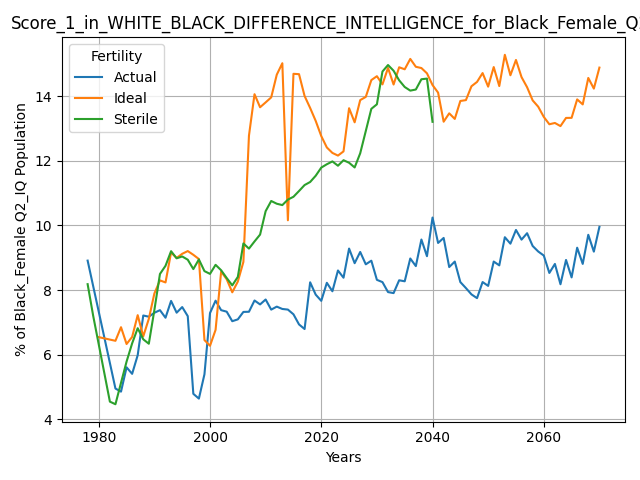 Score_1_in_WHITE_BLACK_DIFFERENCE_INTELLIGENCE_for_Black_Female_Q
Fertility
Actual
Ideal
Sterile
% of Black_Female Q2_IQ Population
14
12
10
8
6
4
1980 2000 2020 2040 2060
Years